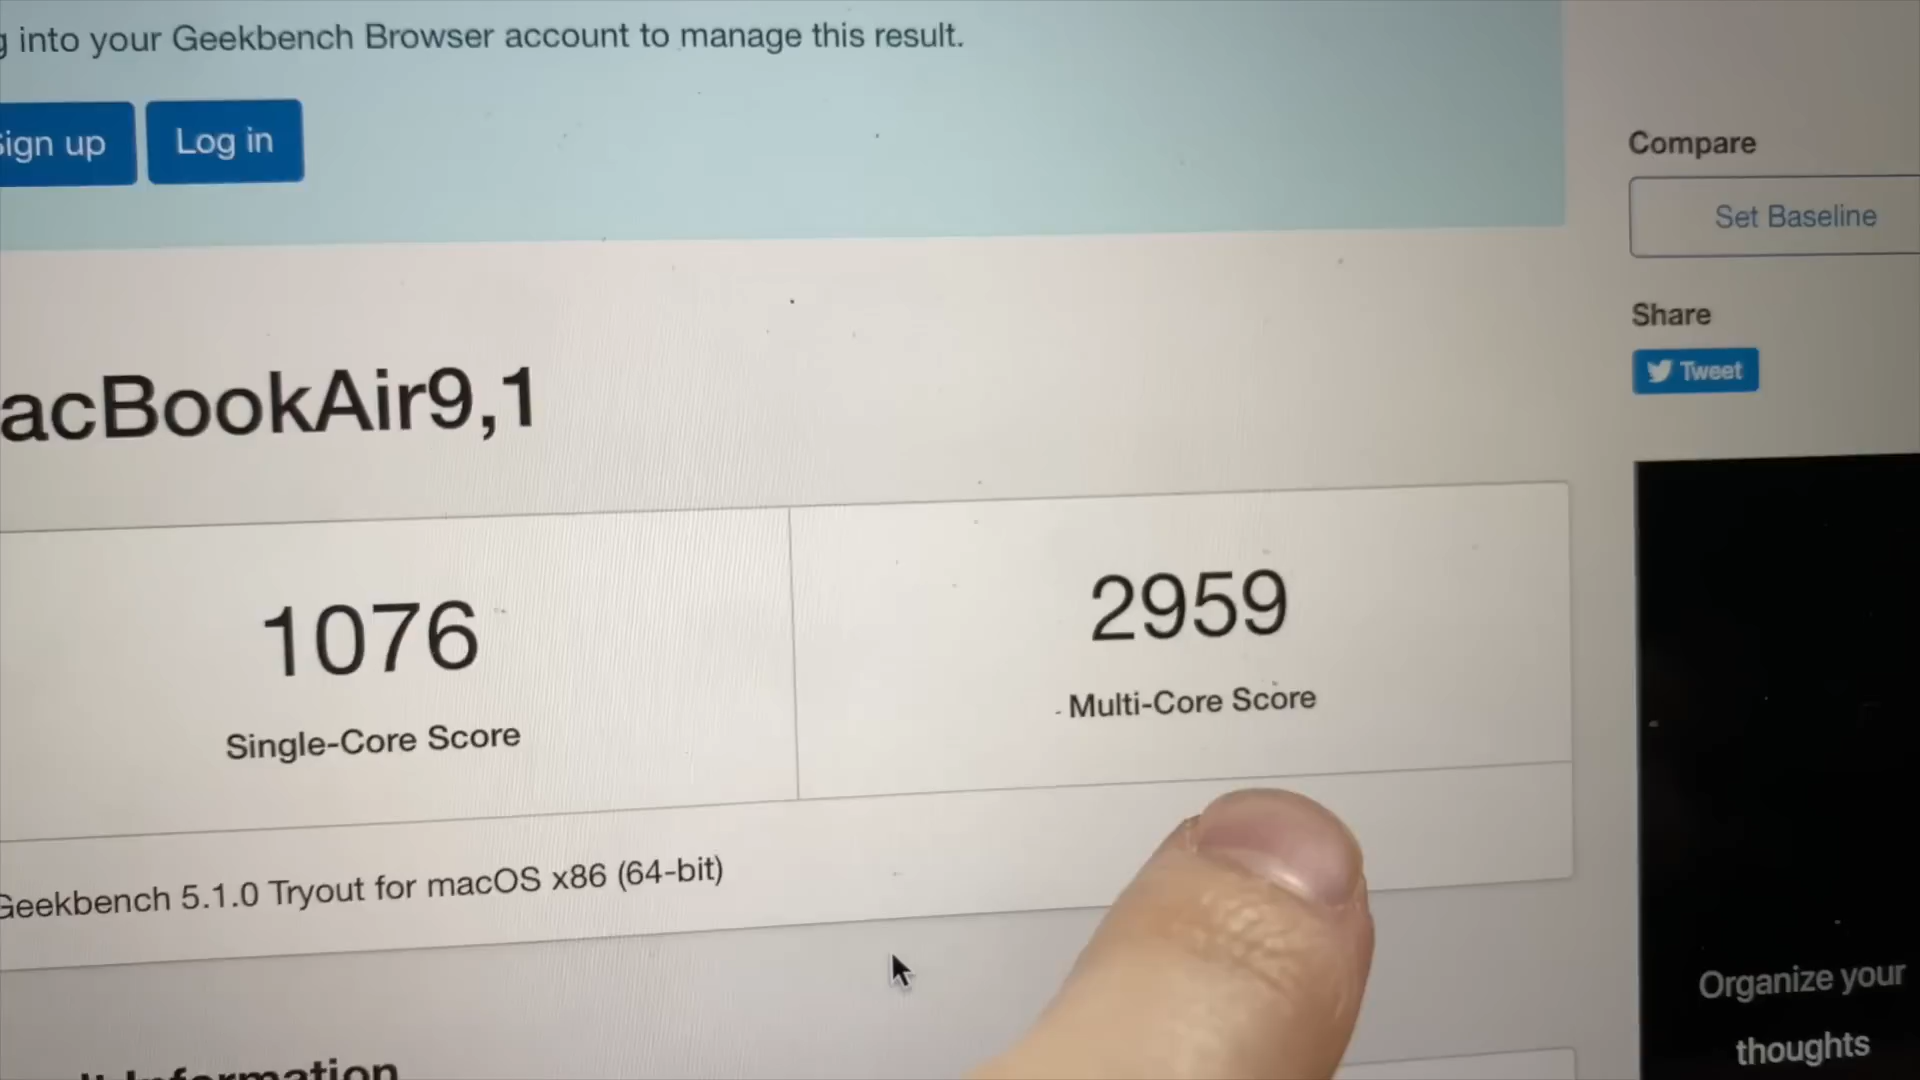 into your Geekbench Browser account to manage this result.
Sign up
Log in
Compare
Set Baseline
Share
Tweet
acBookAir9,1
1076
Single-Core Score
2959
Multi-Core Score
Geekbench 5.1.0 Tryout for macOS x86 (64-bit)
Information
Organize your
thoughts